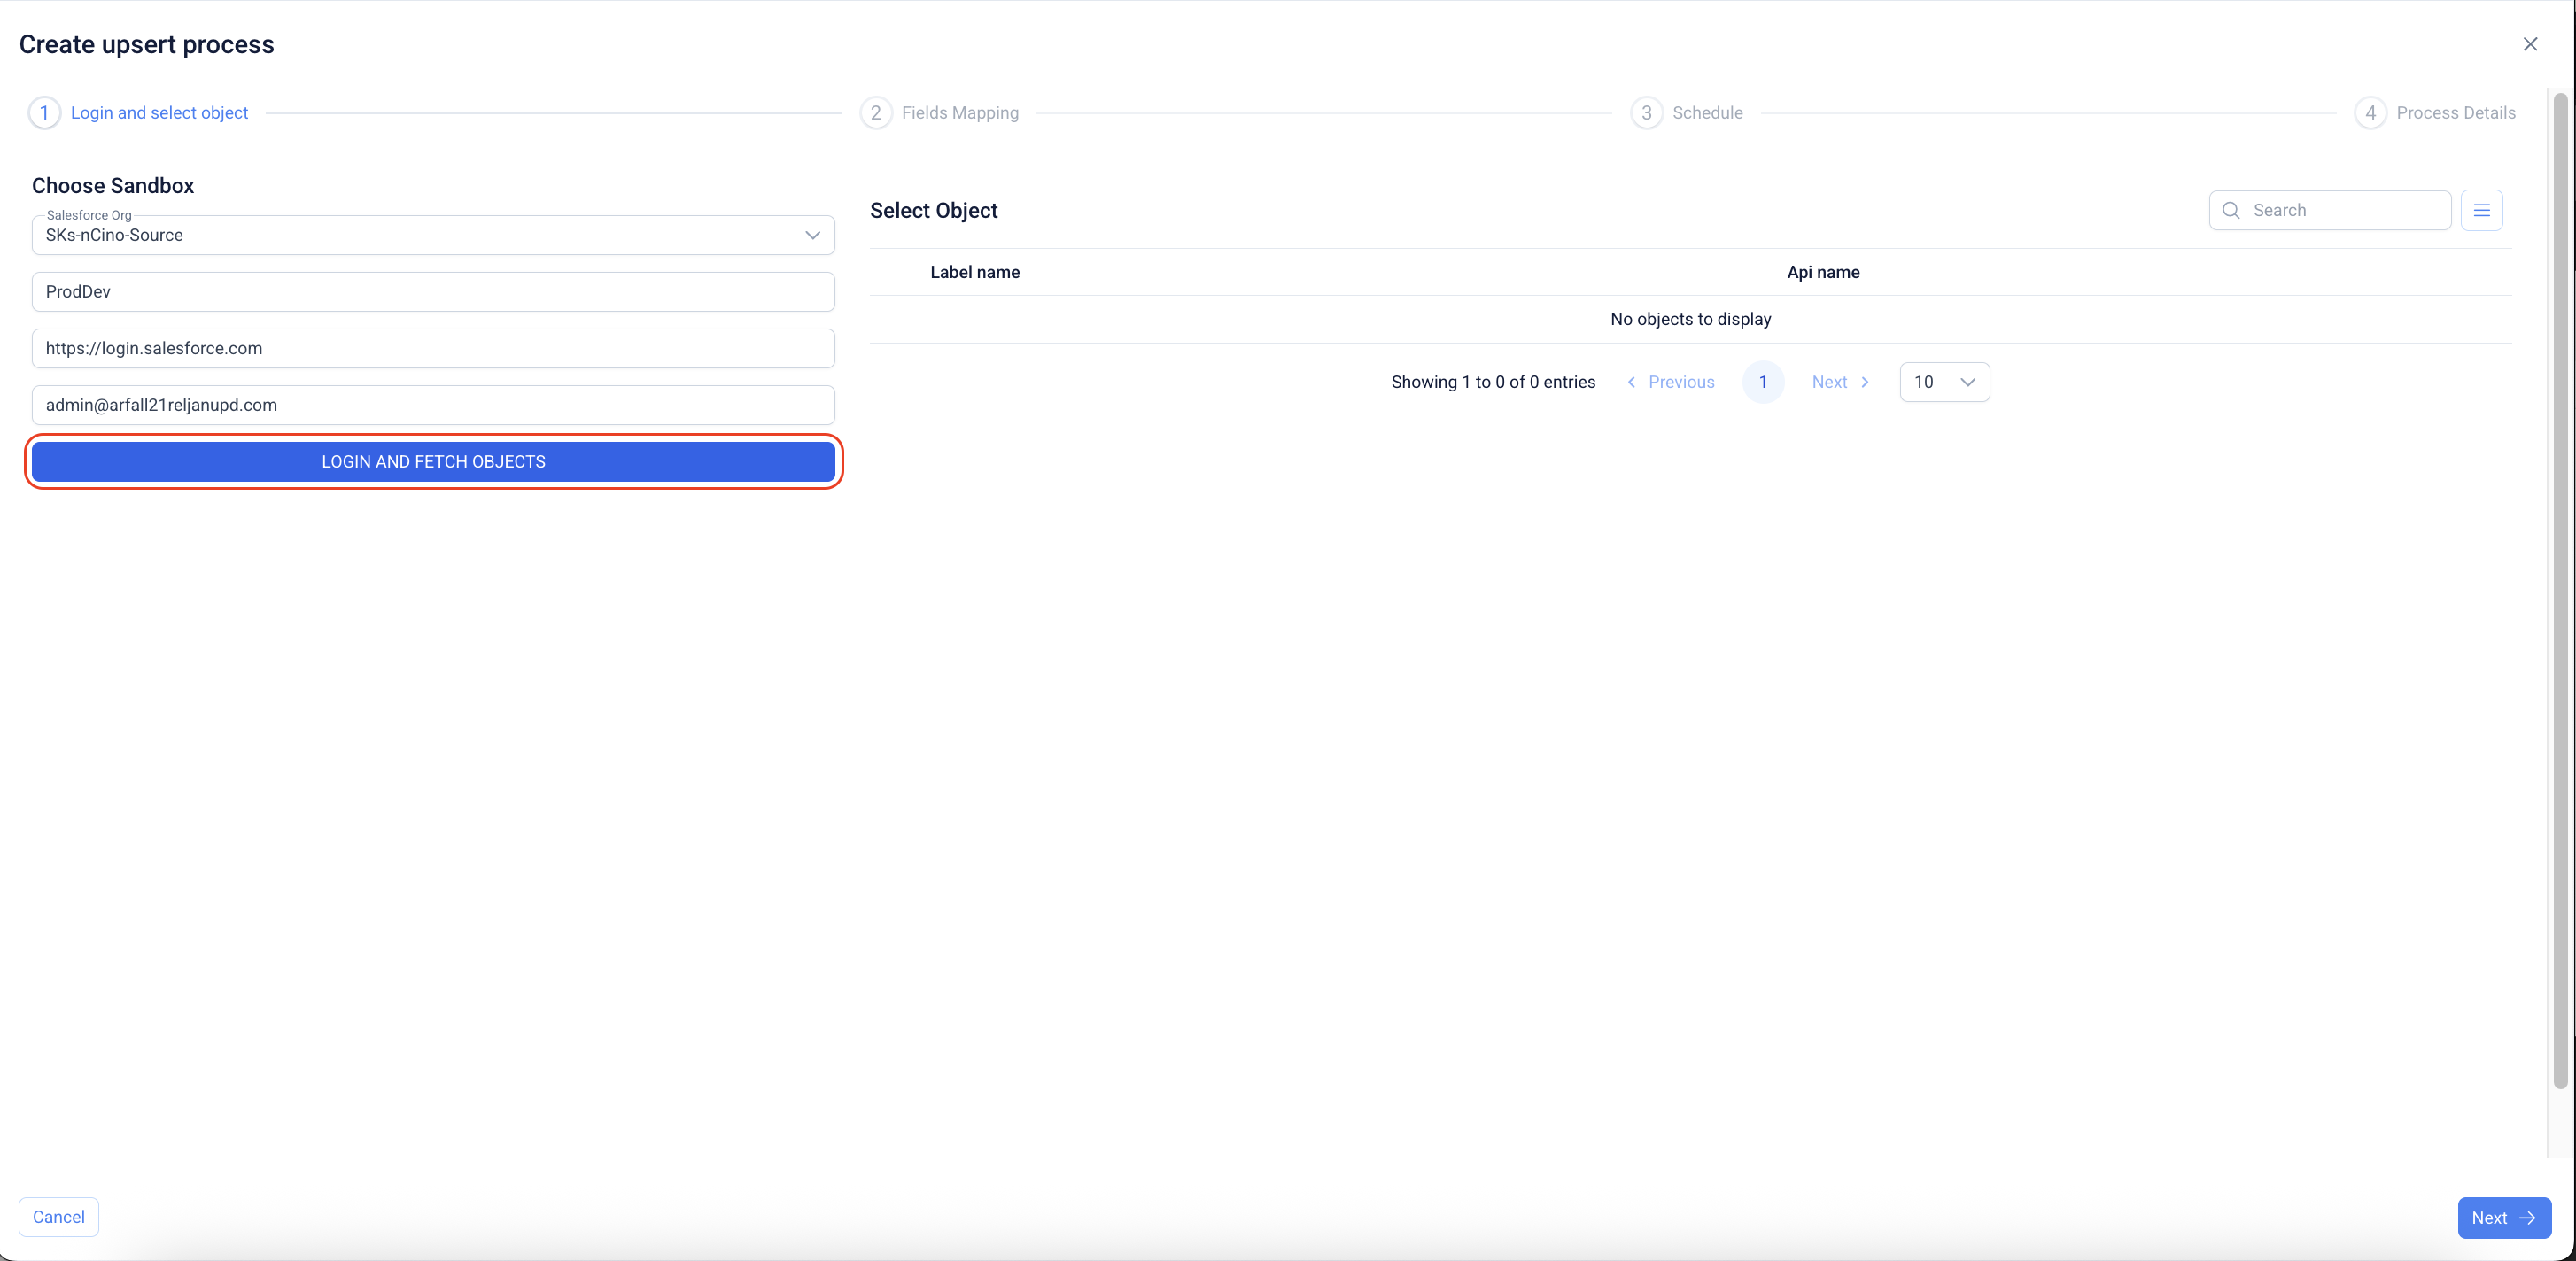 Create upsert process
1 Login and select object 2 Fields Mapping 3 Schedule 4 Process Details
Choose Sandbox
Salesforce Org
SKs-nCino-Source
ProdDev
https://login.salesforce.com
admin@arfall21reljanupd.com
LOGIN AND FETCH OBJECTS
Select Object Search
Label name Api name
No objects to display
Showing 1 to 0 of 0 entries Previous 1 Next 10
Cancel Next